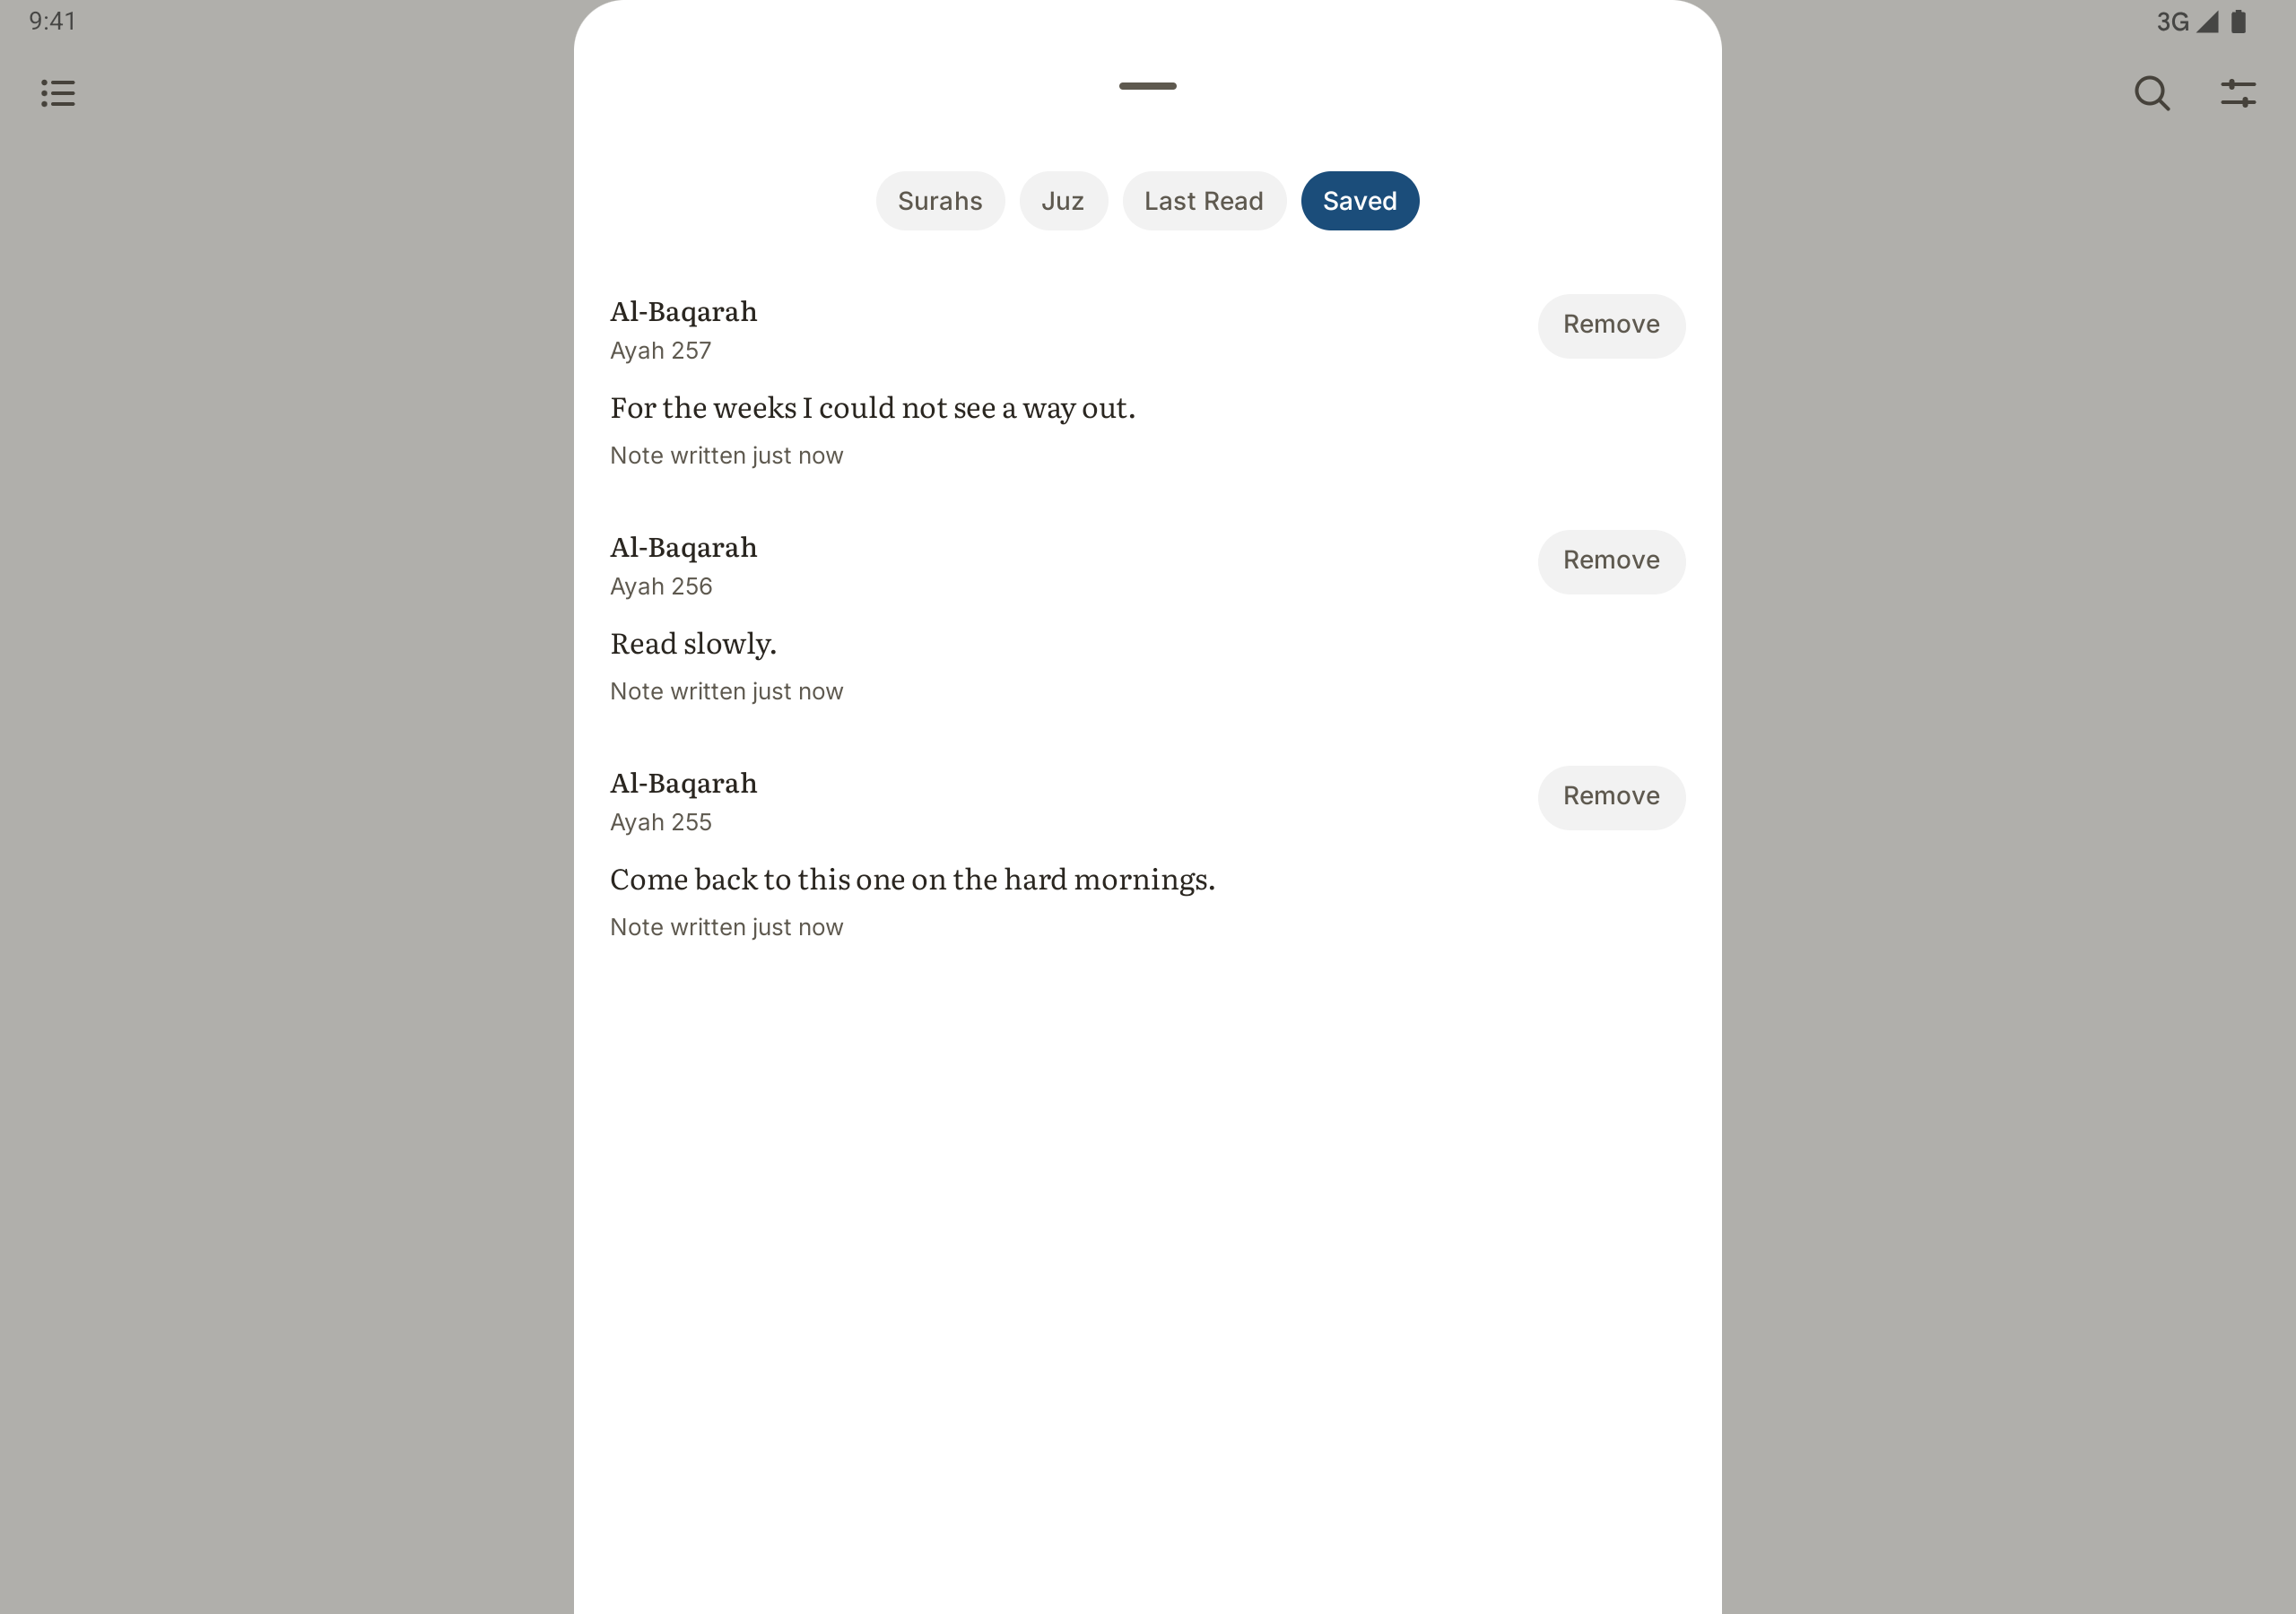 9:41
3G
Surahs
Juz
Last Read
Saved
Al-Baqarah
Remove
Ayah 257
For the weeks I could not see a way out.
Note written just now
Al-Baqarah
Remove
Ayah 256
Read slowly.
Note written just now
Al-Baqarah
Remove
Ayah 255
Come back to this one on the hard mornings.
Note written just now